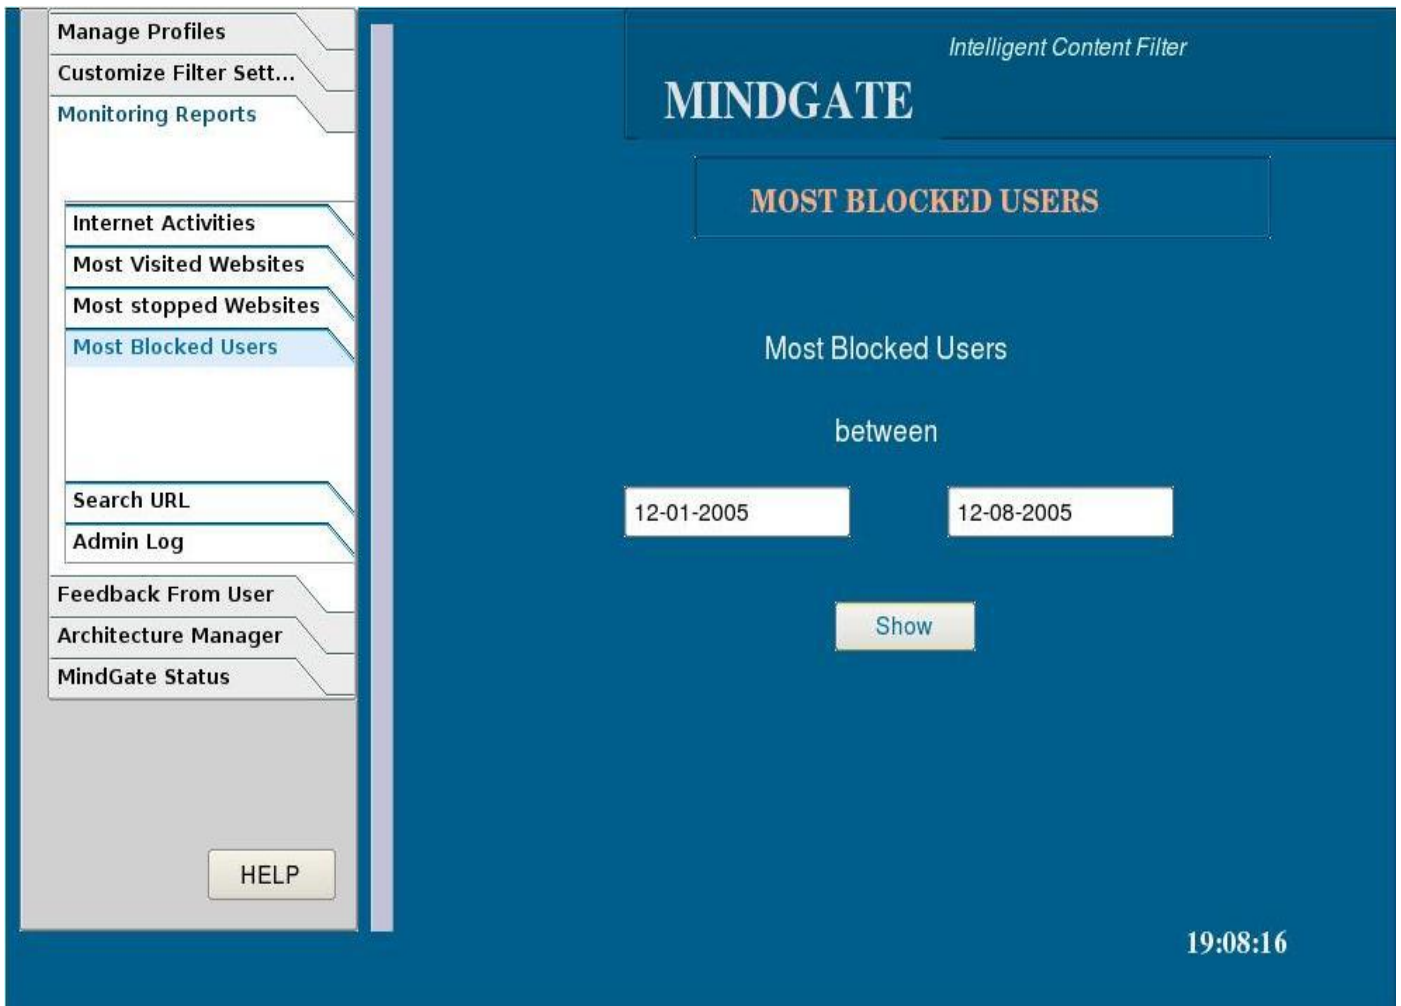 Manage Profiles
Customize Filter Sett...
Monitoring Reports
Internet Activities
Most Visited Websites
Most stopped Websites
Most Blocked Users
Search URL
Admin Log
Feedback From User
Architecture Manager
MindGate Status
HELP
Intelligent Content Filter
MINDGATE
MOST BLOCKED USERS
Most Blocked Users
between
12-01-2005 12-08-2005
Show
19:08:16